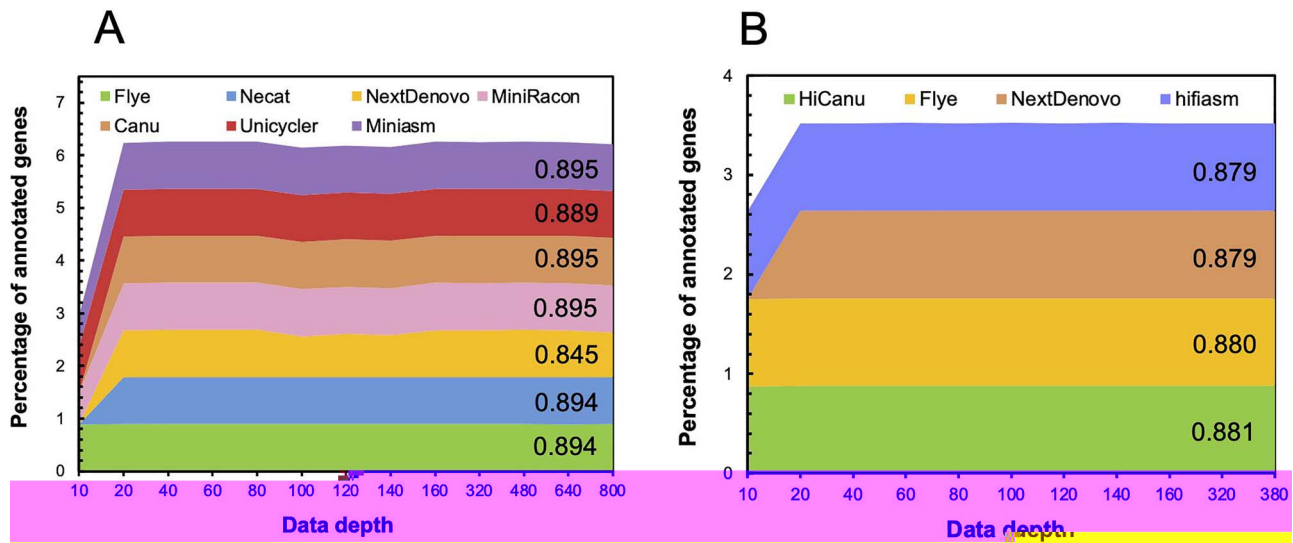 A
B
Percentage of annotated genes
Flye Necat NextDenovo MiniRacon
Canu Unicycler Miniasm
7
6
5
4
3
2
1
0
0.895
0.889
0.895
0.895
0.845
0.894
0.894
10 20 40 60 80 100 120 140 160 320 480 640 800
Data depth
Percentage of annotated genes
HiCanu Flye NextDenovo hifiasm
4
3
2
1
0
0.879
0.879
0.880
0.881
10 20 40 60 80 10 120 140 160 320 380
Data depth